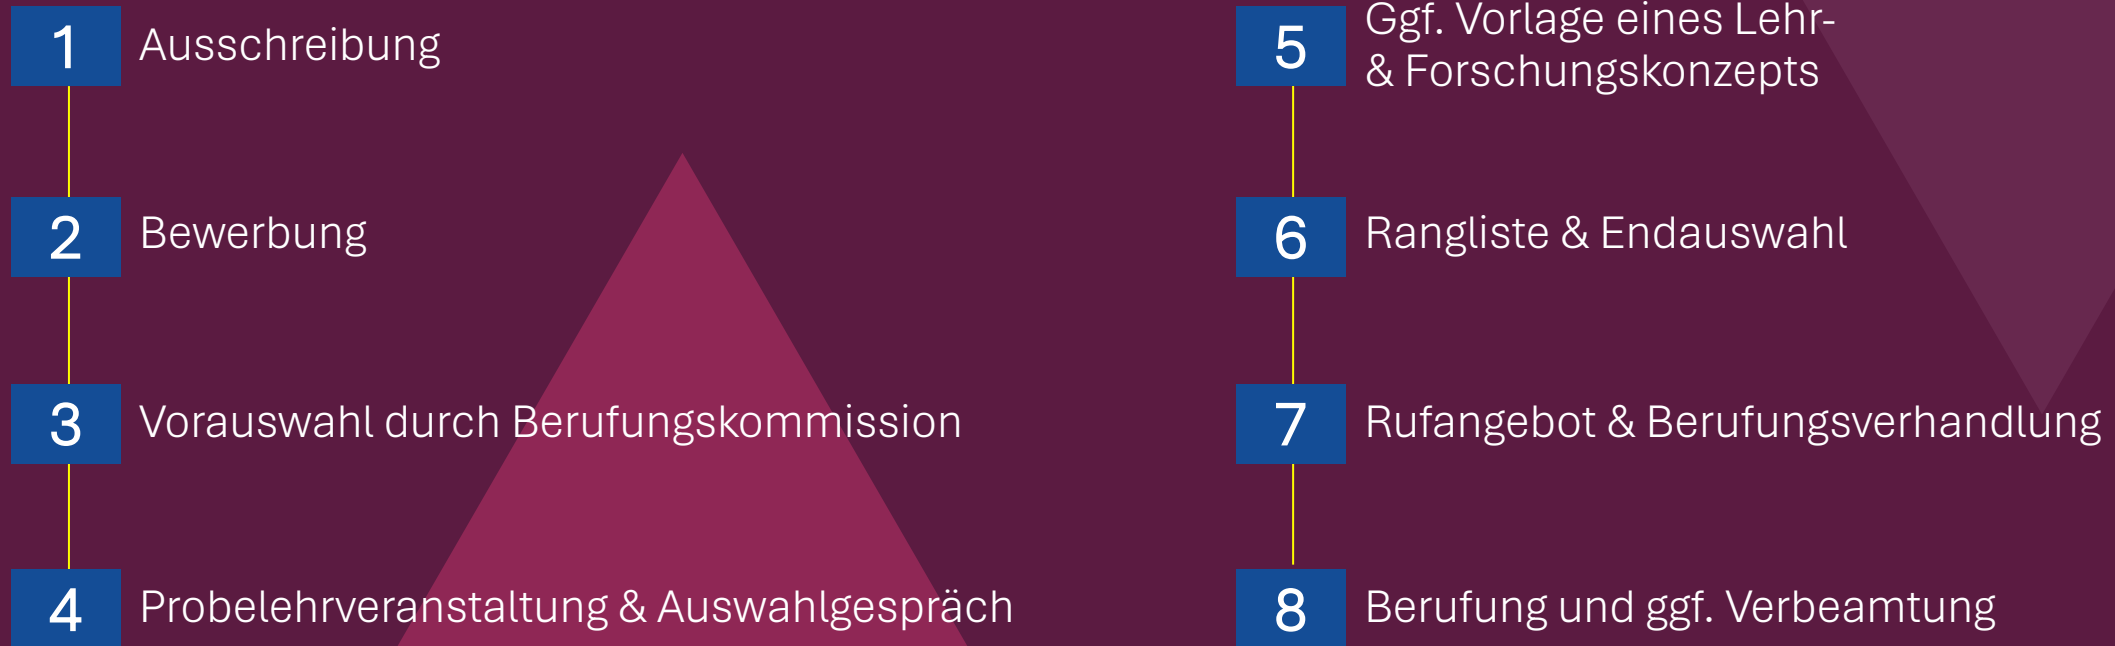 1 Ausschreibung
2 Bewerbung
3 Vorauswahl durch Berufungskommission
4 Probelehrveranstaltung & Auswahlgespräch
5 Ggf. Vorlage eines Lehr-
& Forschungskonzepts
6 Rangliste & Endauswahl
7 Rufangebot & Berufungsverhandlung
8 Berufung und ggf. Verbeamtung